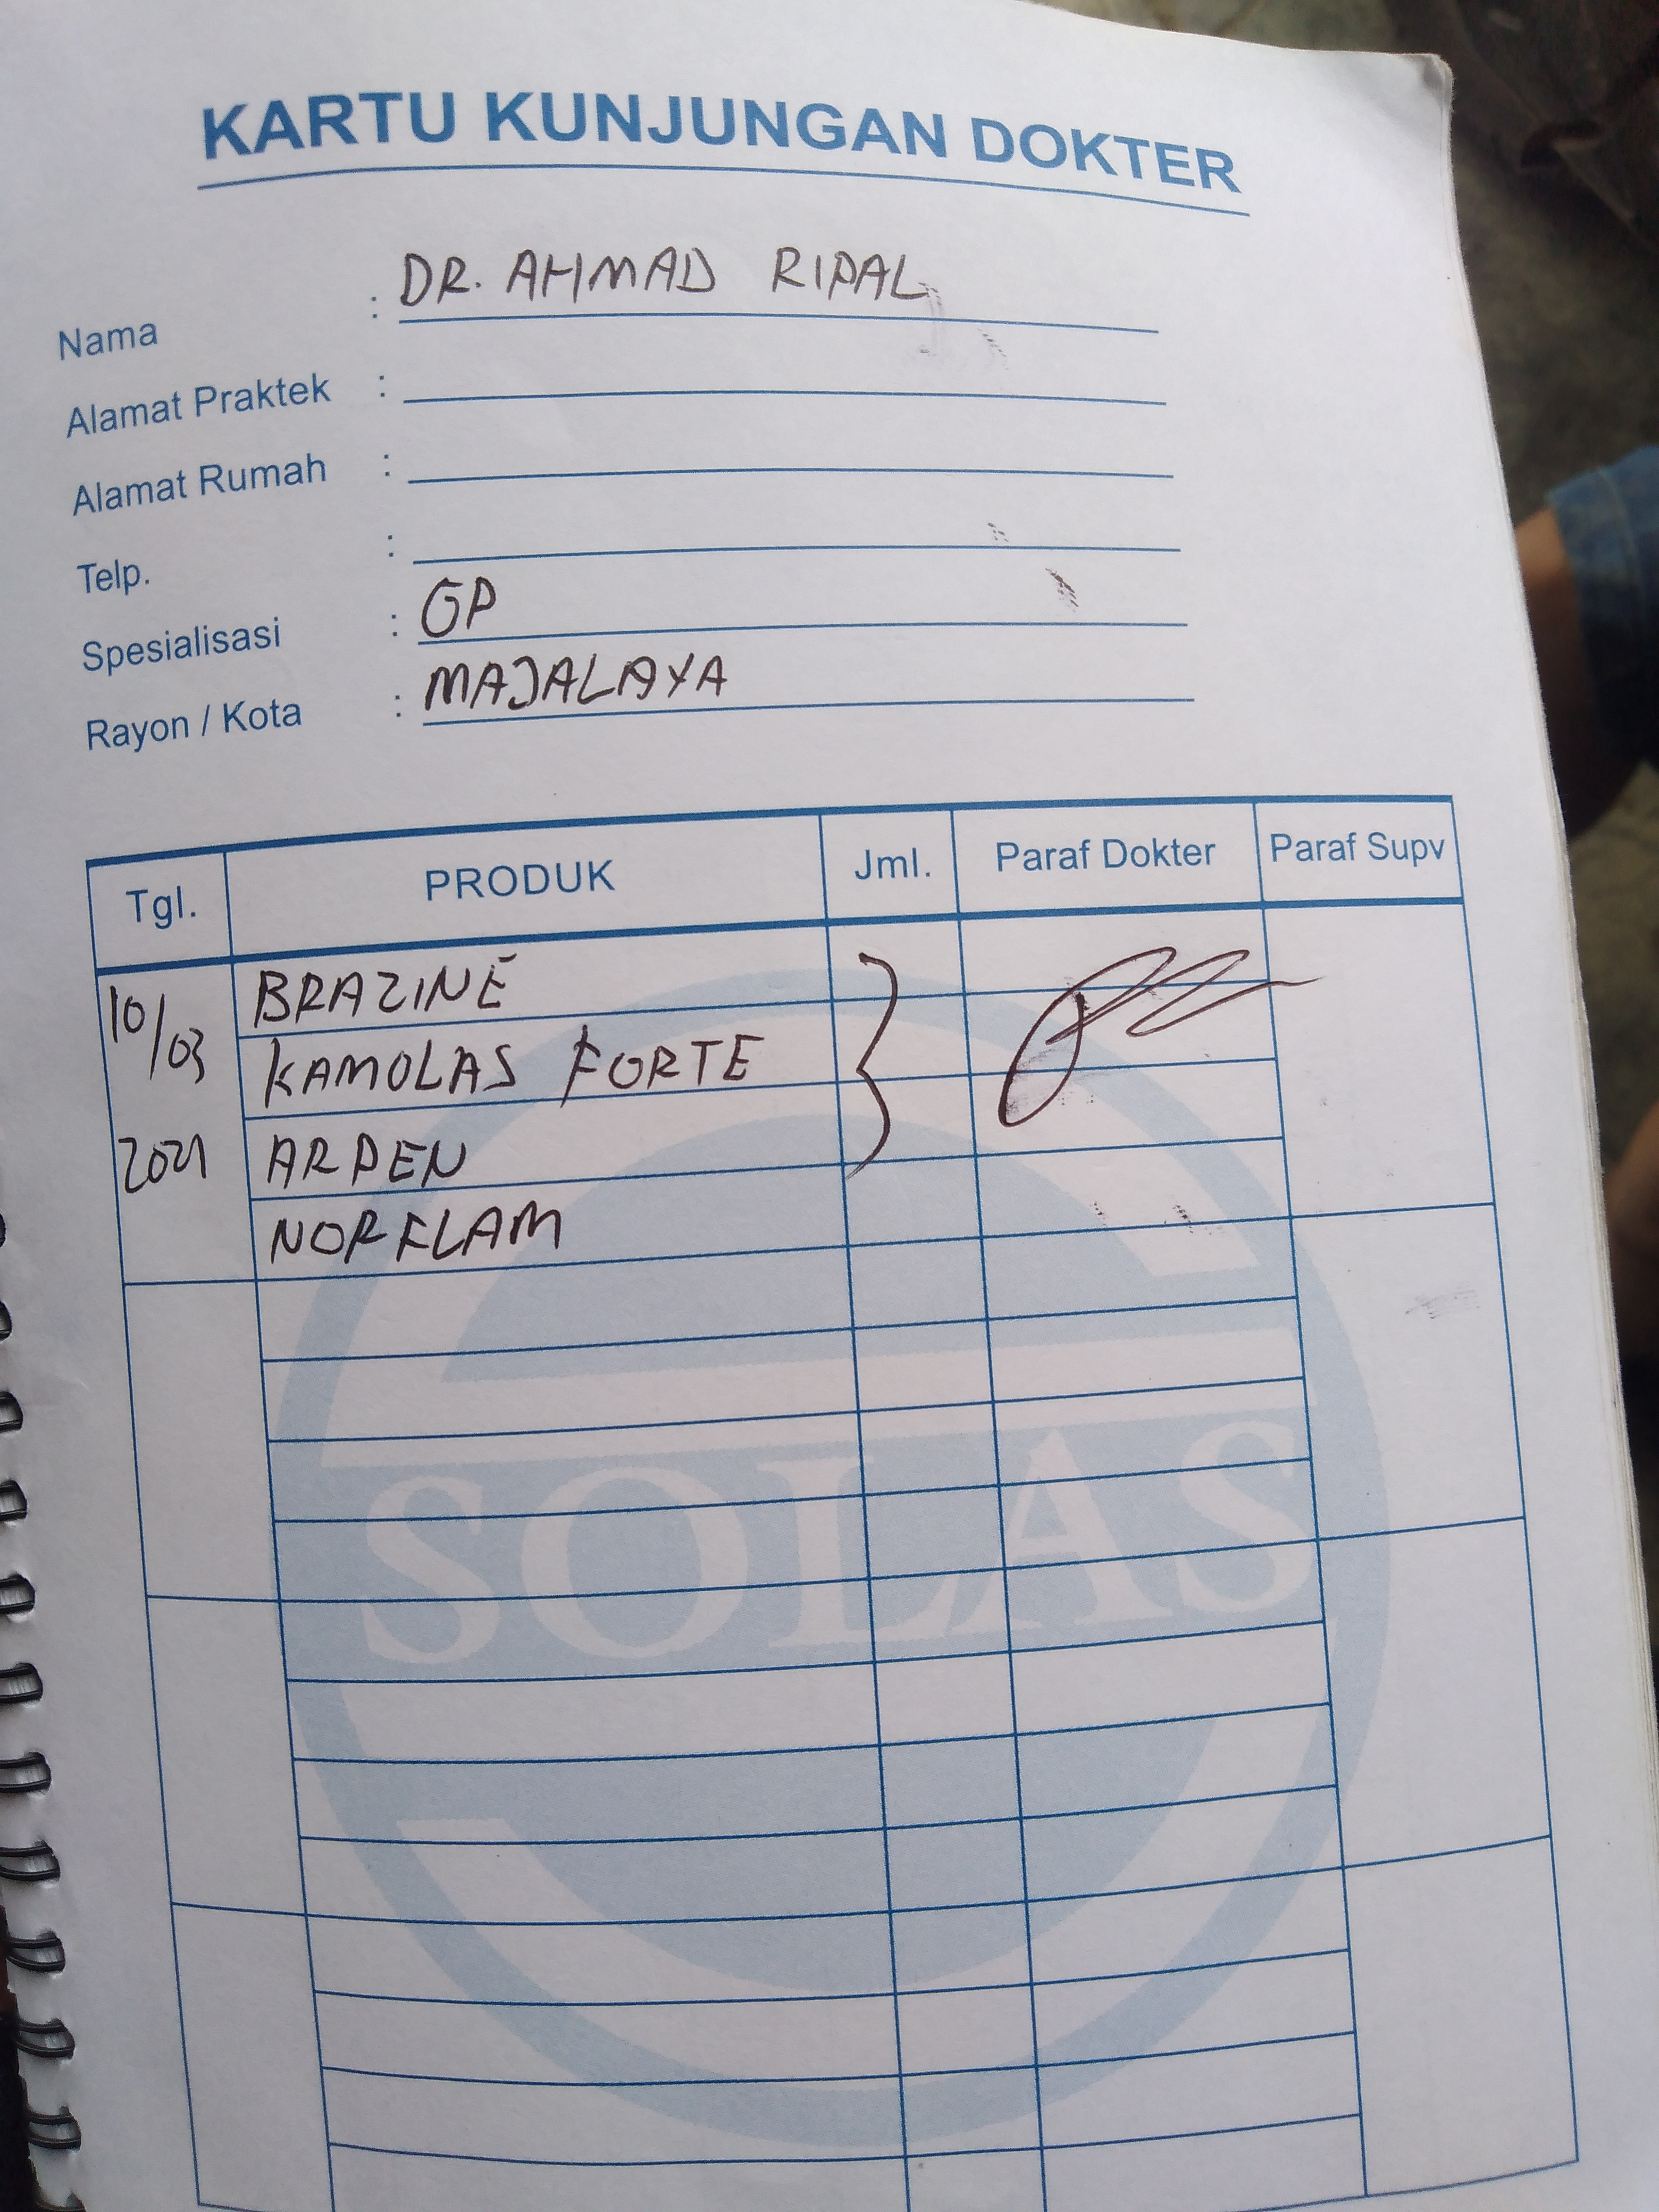 KARTU KUNJUNGAN DOKTER
Nama : DR. AHMAD RIPAL
Alamat Praktek :
Alamat Rumah :
Telp. :
Spesialisasi : GP
Rayon / Kota : MAJALAYA
Tgl. PRODUK Jml. Paraf Dokter Paraf Supv
10/03 BRAZINE
KAMOLAS FORTE
2021 ARPEN
NORFLAM
SOLAS